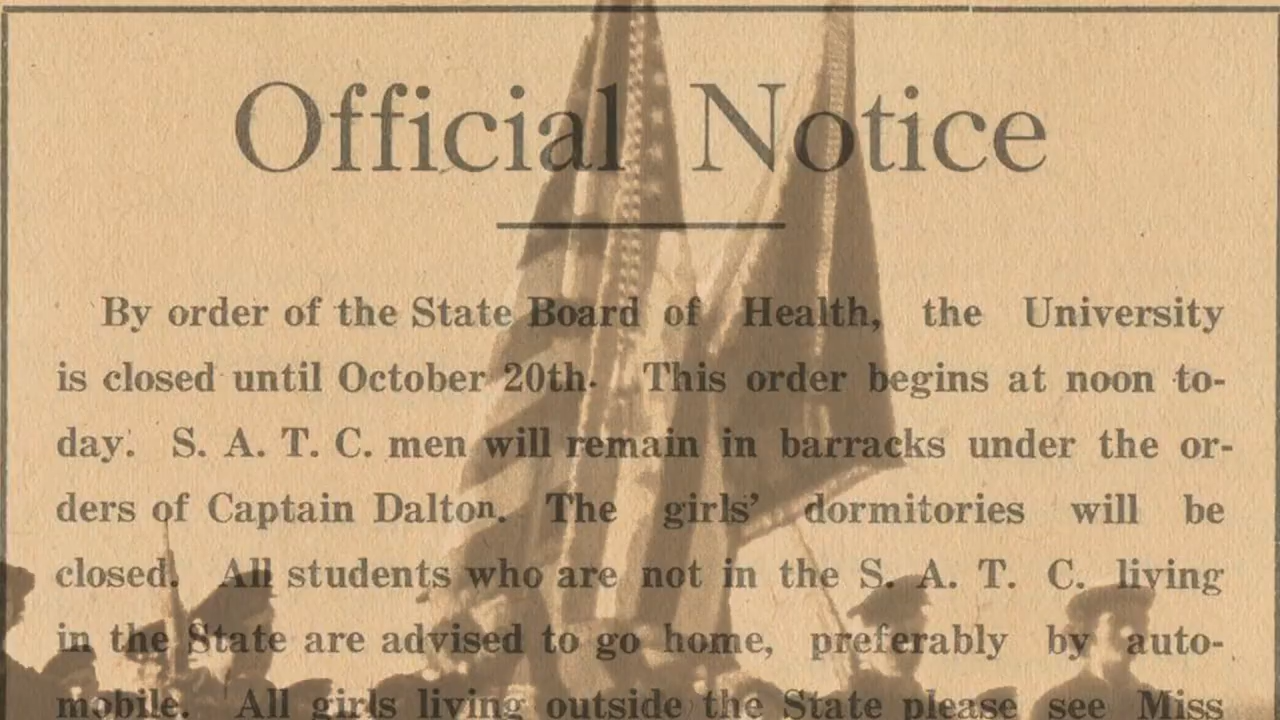 Official Notice
By order of the State Board of Health, the University
is closed until October 20th. This order begins at noon to-
day. S. A. T. C. men will remain in barracks under the or-
ders of Captain Dalton. The girls' dormitories will be
closed. All students who are not in the S. A. T. C. living
in the State are advised to go home, preferably by auto-
mobile. All girls living outside the State please see Miss